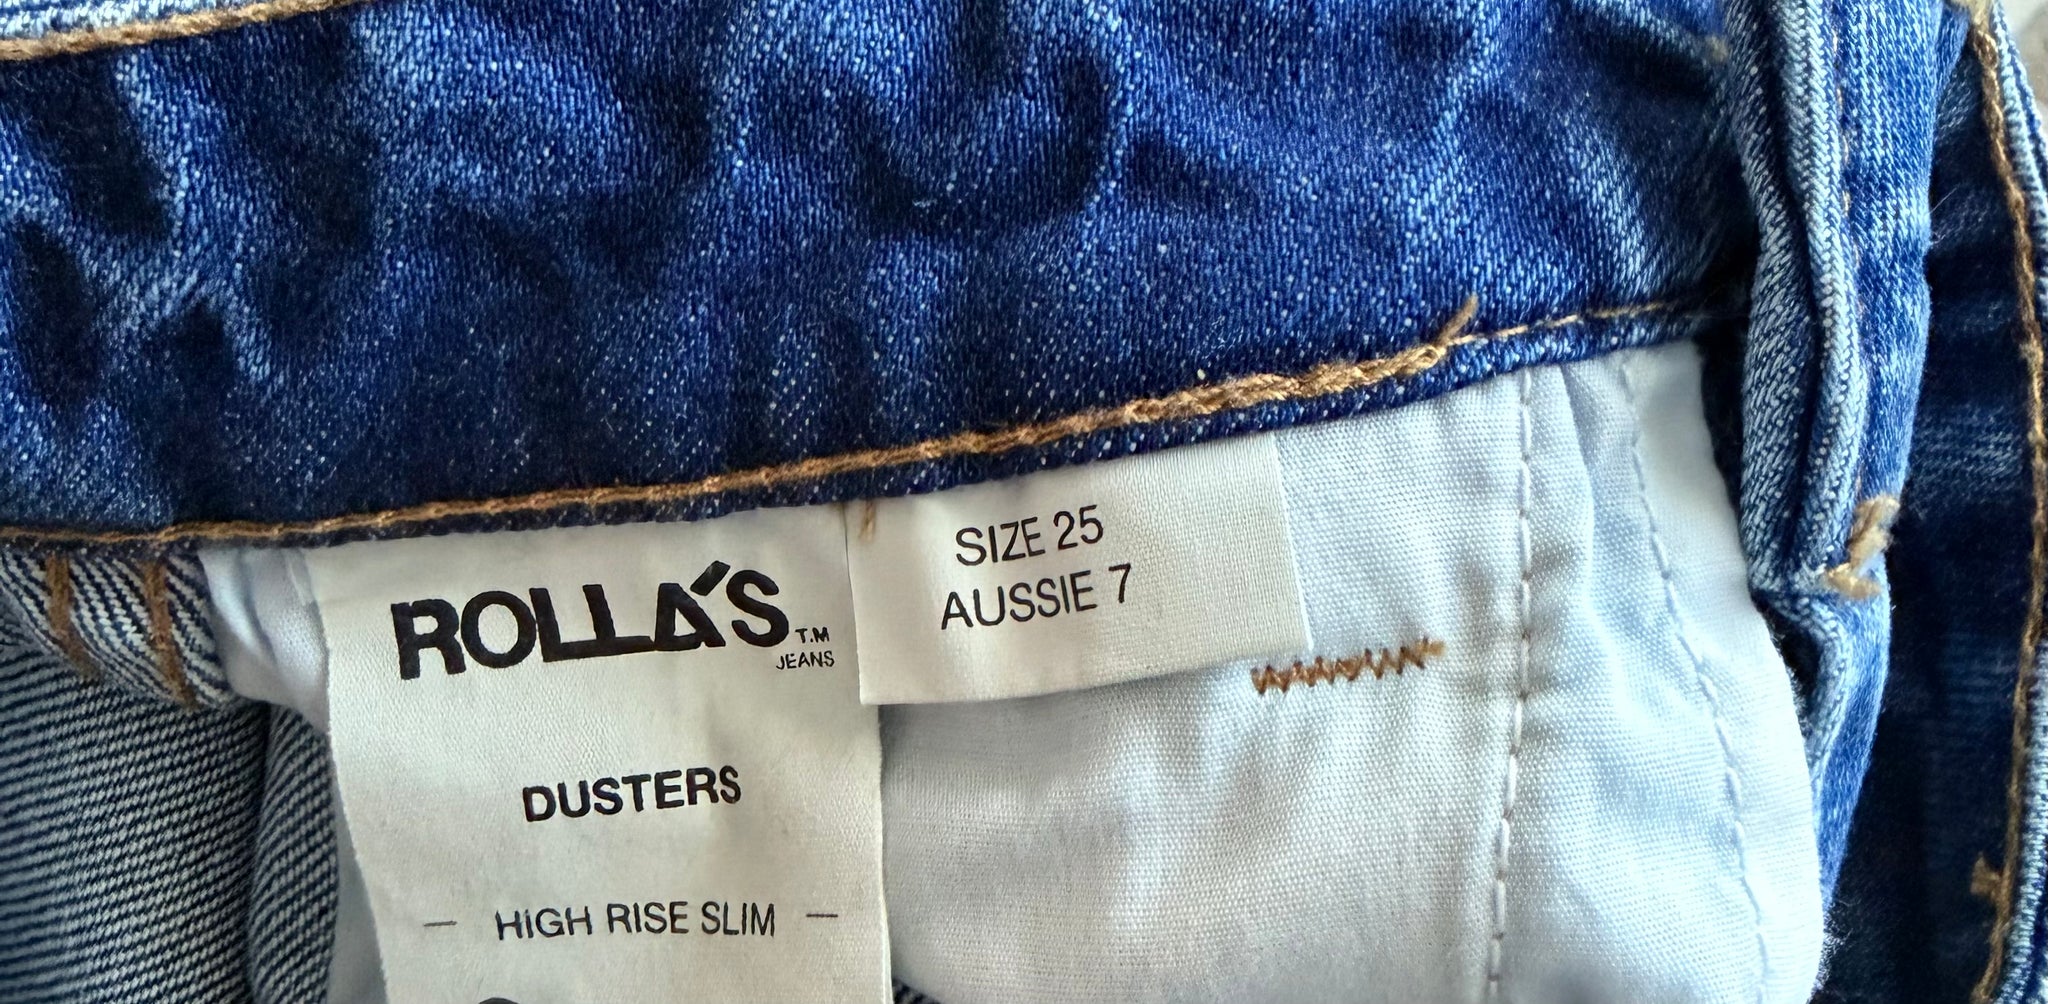 ROLLA'S T.M
JEANS
SIZE 25
AUSSIE 7
DUSTERS
- HIGH RISE SLIM -